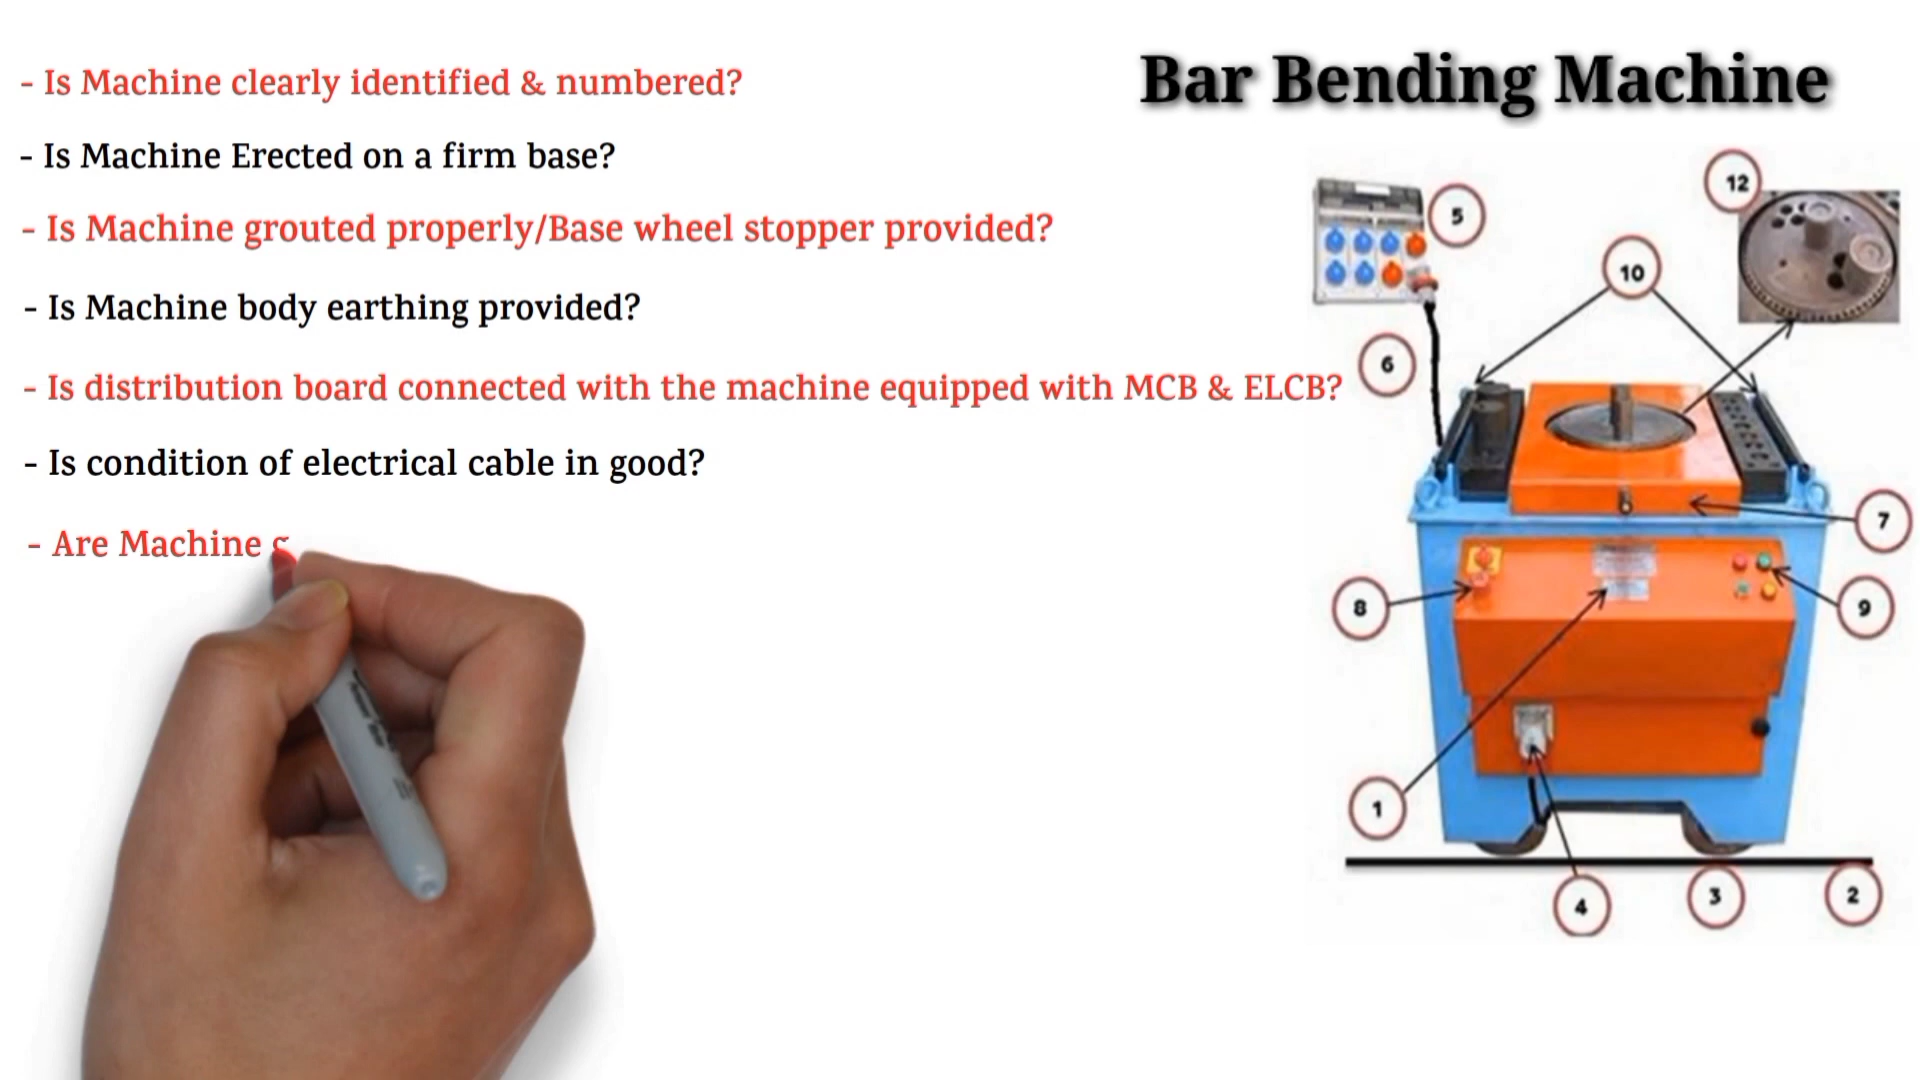 Bar Bending Machine
- Is Machine clearly identified & numbered?
- Is Machine Erected on a firm base?
- Is Machine grouted properly/Base wheel stopper provided?
- Is Machine body earthing provided?
- Is distribution board connected with the machine equipped with MCB & ELCB?
- Is condition of electrical cable in good?
- Are Machine
12
5
10
6
7
8
9
1
4
3
2